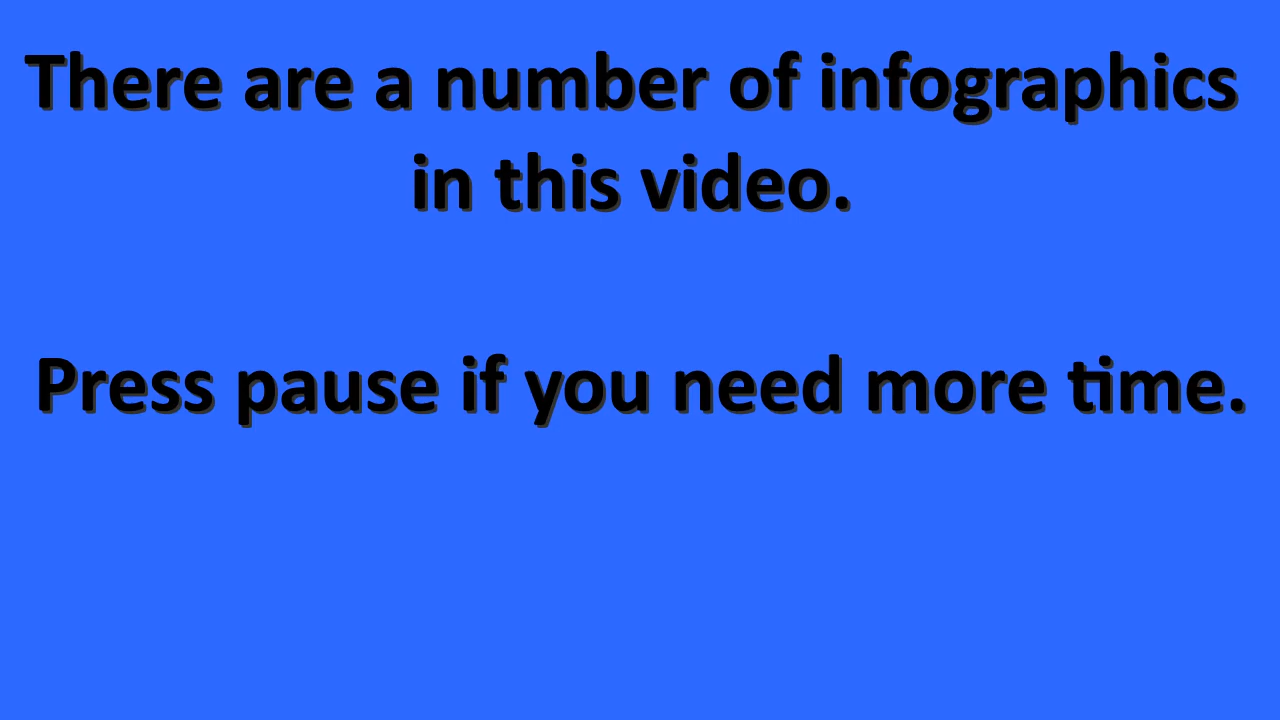 There are a number of infographics
in this video.
Press pause if you need more time.